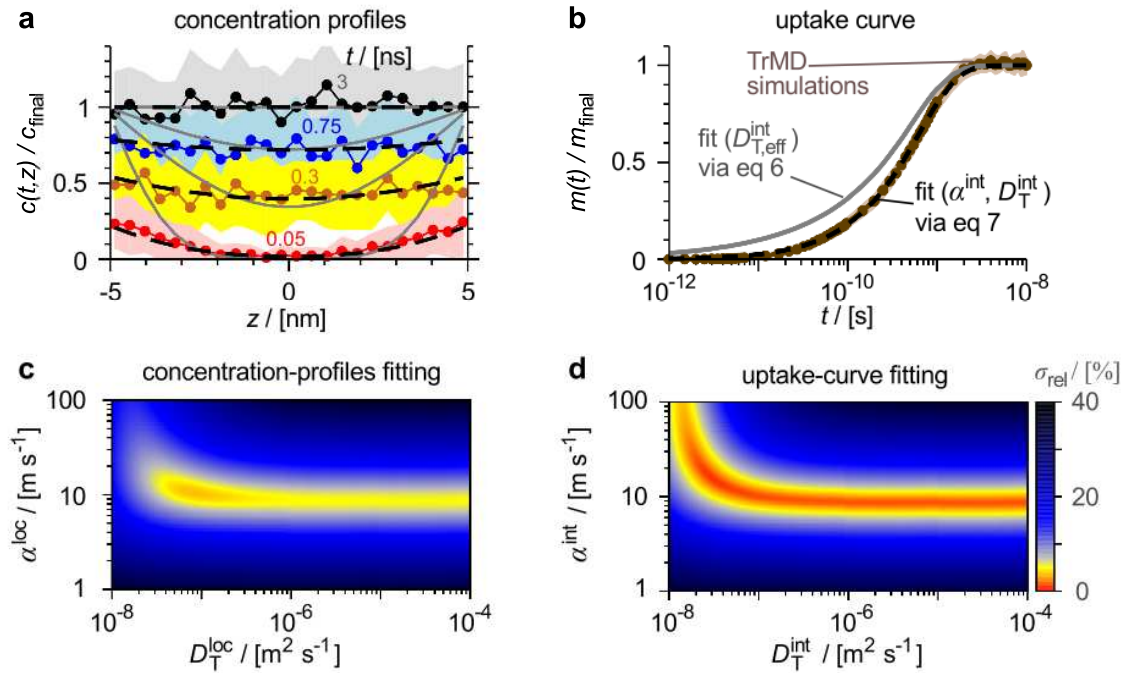 a
concentration profiles
t / [ns]
3
0.75
0.3
0.05
c(t,z) / c_final
1
0.5
0
-5
0
5
z / [nm]
b
uptake curve
TrMD
simulations
fit (D_{T,eff}^{int})
via eq 6
fit (α^{int}, D_T^{int})
via eq 7
m(t) / m_final
1
0.5
0
10^{-12}
10^{-10}
10^{-8}
t / [s]
c
concentration-profiles fitting
α^{loc} / [m s^{-1}]
100
10
1
10^{-8}
10^{-6}
10^{-4}
D_T^{loc} / [m^2 s^{-1}]
d
uptake-curve fitting
σ_rel / [%]
α^{int} / [m s^{-1}]
100
10
1
10^{-8}
10^{-6}
10^{-4}
D_T^{int} / [m^2 s^{-1}]
40
20
0